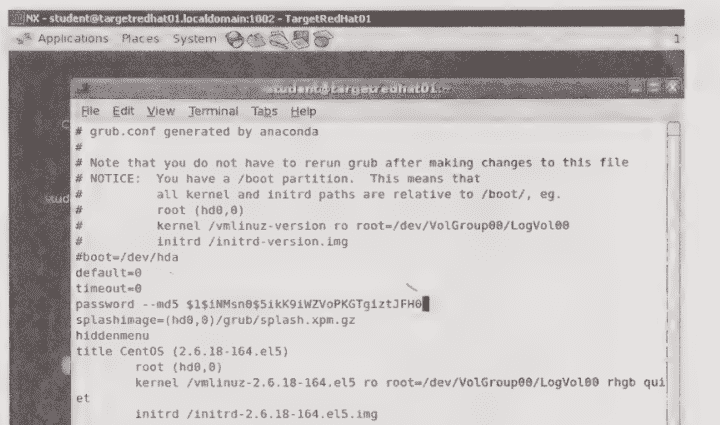 NX - student@targetredhat01.localdomain:1002 - TargetRedHat01
Applications Places System
1
student@targetredhat01:~
File Edit View Terminal Tabs Help
# grub.conf generated by anaconda
#
# Note that you do not have to rerun grub after making changes to this file
# NOTICE:  You have a /boot partition.  This means that
#          all kernel and initrd paths are relative to /boot/, eg.
#          root (hd0,0)
#          kernel /vmlinuz-version ro root=/dev/VolGroup00/LogVol00
#          initrd /initrd-version.img
#boot=/dev/hda
default=0
timeout=0
password --md5 $1$iNMsn0$5ikK9iWZVoPKGTgiztJFH0
splashimage=(hd0,0)/grub/splash.xpm.gz
hiddenmenu
title CentOS (2.6.18-164.el5)
        root (hd0,0)
        kernel /vmlinuz-2.6.18-164.el5 ro root=/dev/VolGroup00/LogVol00 rhgb qui
et
        initrd /initrd-2.6.18-164.el5.img